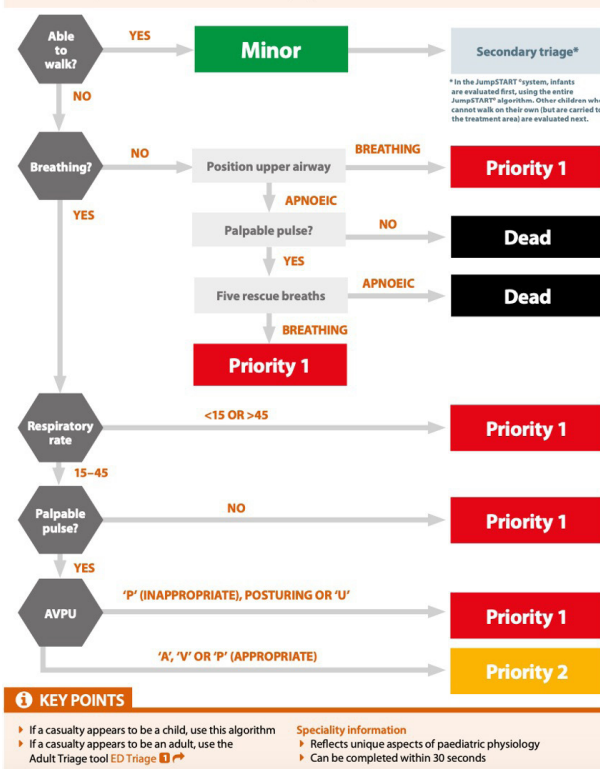 Able
to
walk?
YES
Minor
Secondary triage*
* In the JumpSTART ® system, infants
are evaluated first, using the entire
JumpSTART® algorithm. Other children
cannot walk on their own (but are carried
the treatment area) are evaluated next.
NO
Breathing?
NO
Position upper airway
BREATHING
Priority 1
YES
APNOEIC
Palpable pulse?
NO
Dead
YES
Five rescue breaths
APNOEIC
Dead
BREATHING
Priority 1
Respiratory
rate
<15 OR >45
Priority 1
15–45
Palpable
pulse?
NO
Priority 1
YES
AVPU
‘P’ (INAPPROPRIATE), POSTURING OR ‘U’
Priority 1
‘A’, ‘V’ OR ‘P’ (APPROPRIATE)
Priority 2
i KEY POINTS
If a casualty appears to be a child, use this algorithm
If a casualty appears to be an adult, use the
Adult Triage tool ED Triage 1
Speciality information
Reflects unique aspects of paediatric physiology
Can be completed within 30 seconds